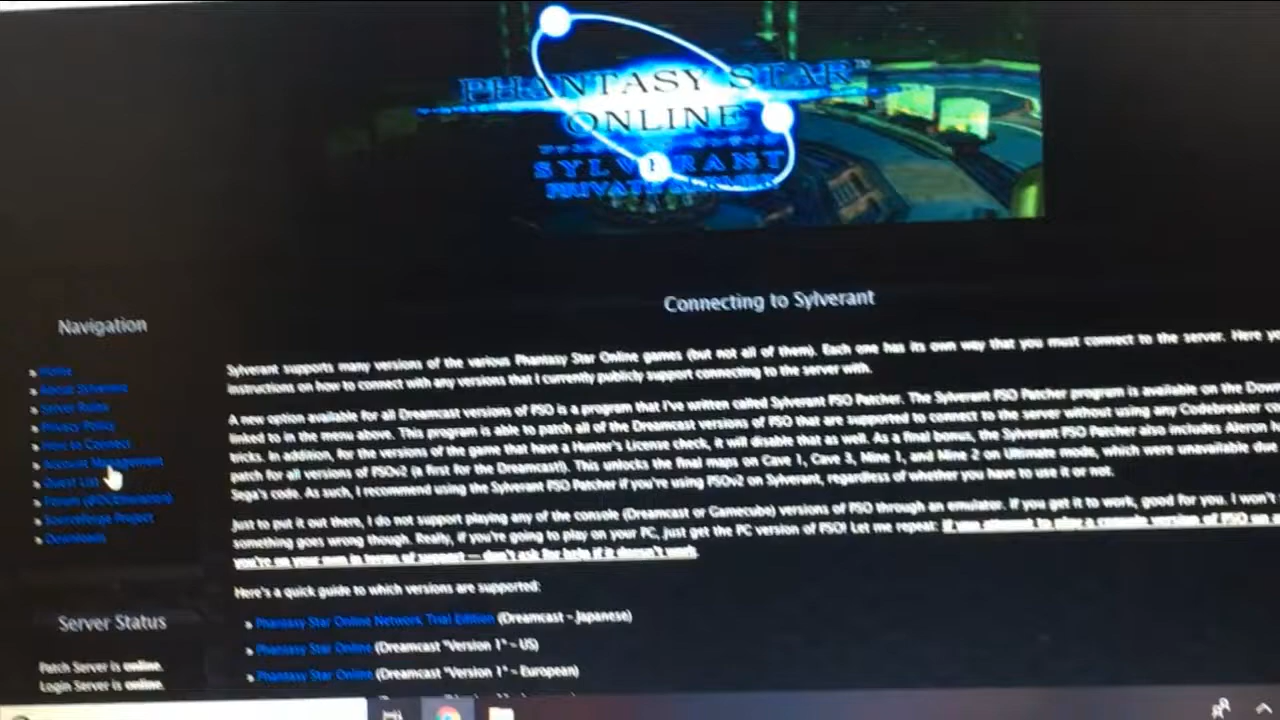 PHANTASY STAR™
ONLINE
SYLVERANT
PRIVATE
Connecting to Sylverant
Navigation
Home
About Sylverant
Server Rules
Privacy Policy
How to Connect
Account Management
Quest List
Forum (@DCEmulation)
Sourceforge Project
Downloads
Server Status
Patch Server is online.
Login Server is online.
Sylverant supports many versions of the various Phantasy Star Online games (but not all of them). Each one has its own way that you must connect to the server. Here
instructions on how to connect with any versions that I currently publicly support connecting to the server with.
A new option available for all Dreamcast versions of PSO is a program that I've written called Sylverant PSO Patcher. The Sylverant PSO Patcher program is available on the
linked to in the menu above. This program is able to patch all of the Dreamcast versions of PSO that are supported to connect to the server without using any Codebreaker
tricks. In addition, for the versions of the game that have a Hunter's License check, it will disable that as well. As a final bonus, the Sylverant PSO Patcher also includes Aleron
patch for all versions of PSOv2 (a first for the Dreamcast). This unlocks the final maps on Cave 1, Cave 3, Mine 1, and Mine 2 on Ultimate mode, which were unavailable due
Sega's code. As such, I recommend using the Sylverant PSO Patcher if you're using PSOv2 on Sylverant, regardless of whether you have to use it or not.
Just to put it out there, I do not support playing any of the console (Dreamcast or Gamecube) versions of PSO through an emulator. If you get it to work, good for you. I won't
something goes wrong though. Really, if you're going to play on your PC, just get the PC version of PSO! Let me repeat: if you attempt to play a console version of PSO
you're on your own in terms of support — don't ask for help if it doesn't work.
Here's a quick guide to which versions are supported:
Phantasy Star Online Network Trial Edition (Dreamcast - Japanese)
Phantasy Star Online (Dreamcast "Version 1" - US)
Phantasy Star Online (Dreamcast "Version 1" - European)